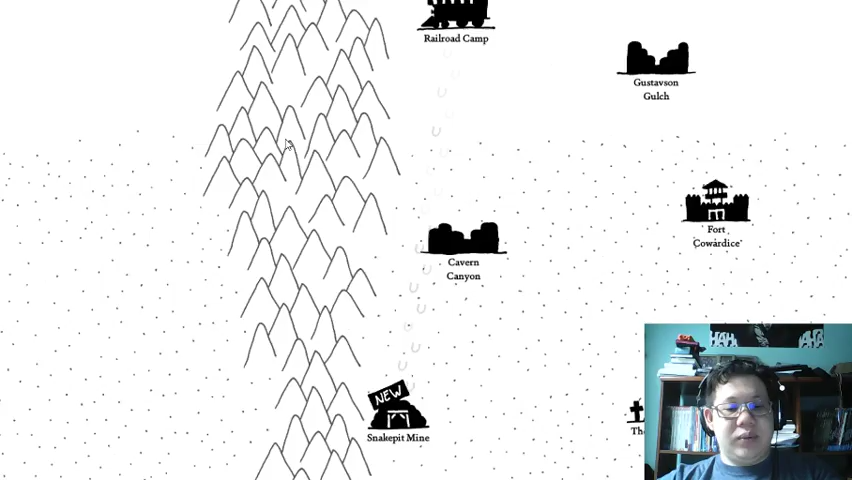 Railroad Camp
Gustavson
Gulch
Fort
Cowardice
Cavern
Canyon
NEW
Snakepit Mine